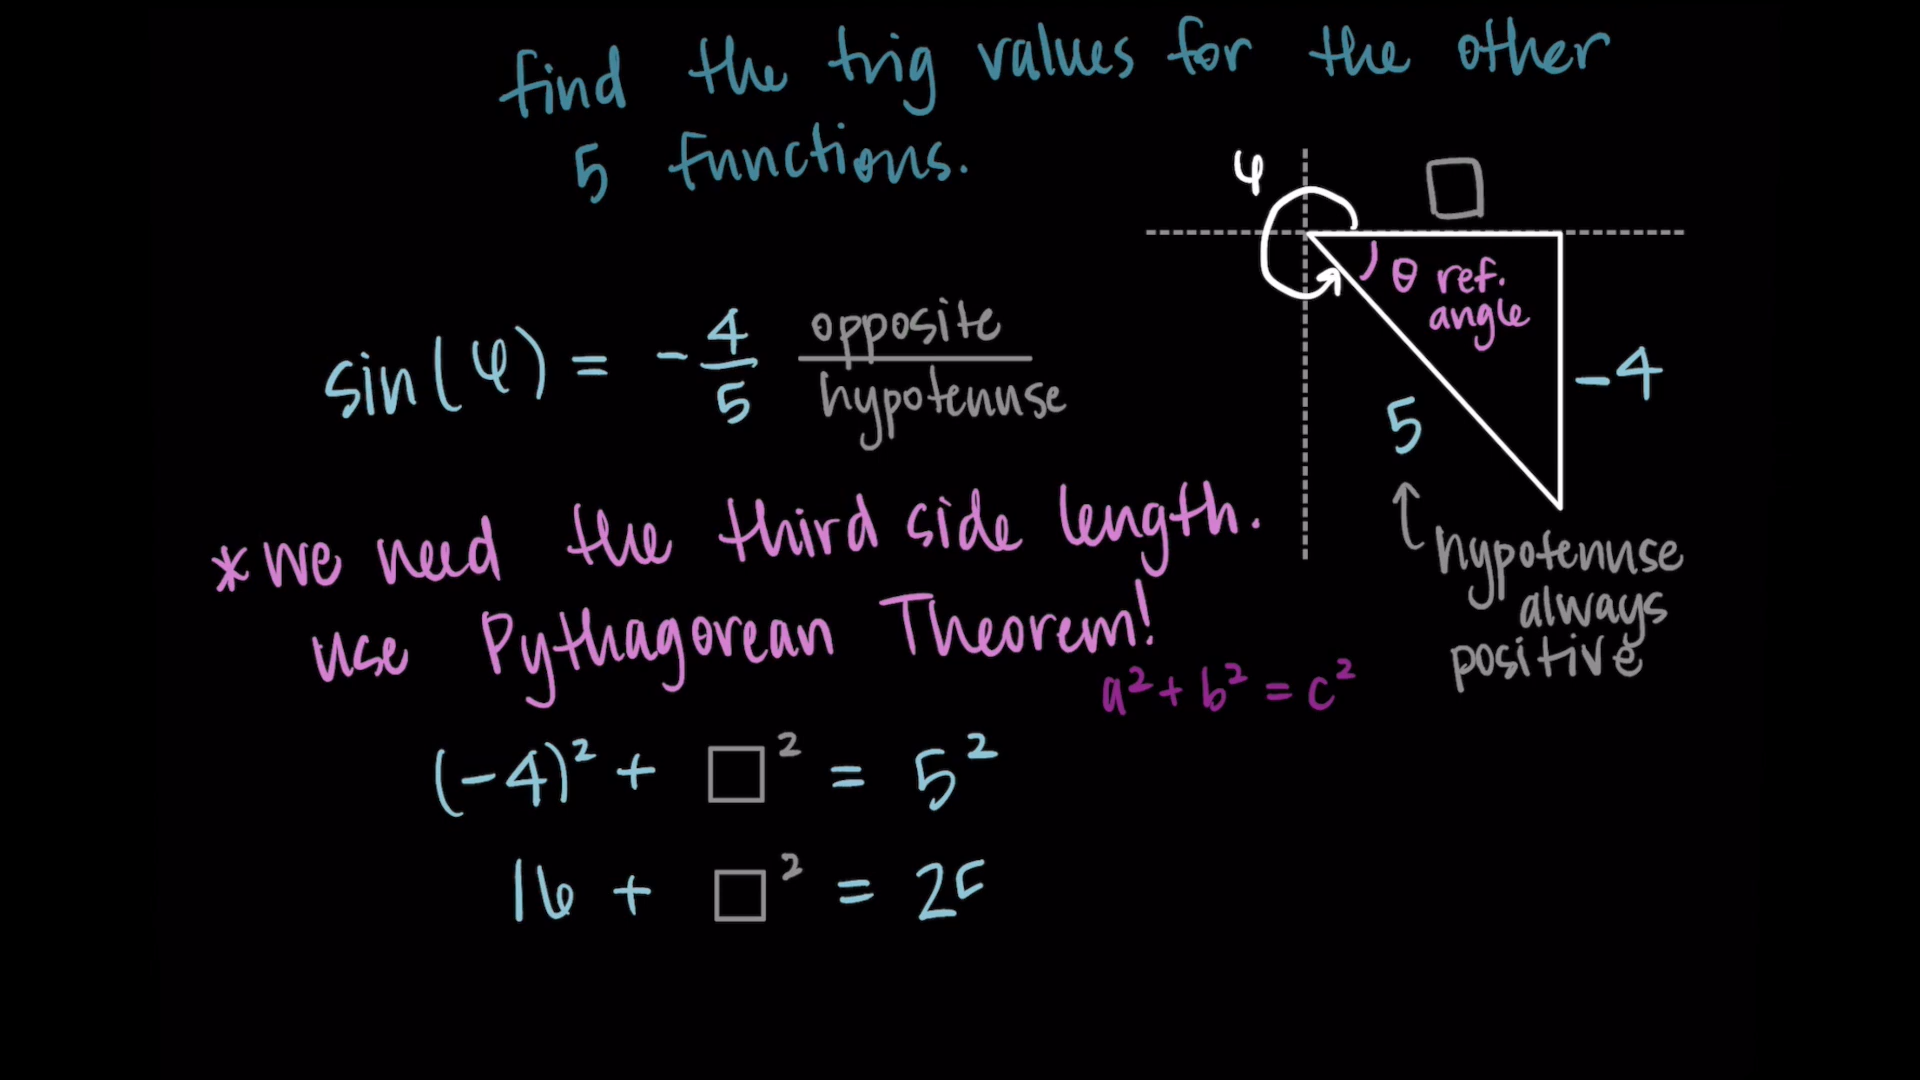 find the trig values for the other
5 functions.
φ
□
θ ref.
angle
sin(φ) = - 4/5 opposite/hypotenuse
-4
5
hypotenuse
always
positive
*we need the third side length.
use Pythagorean Theorem!
a² + b² = c²
(-4)² + □² = 5²
16 + □² = 25